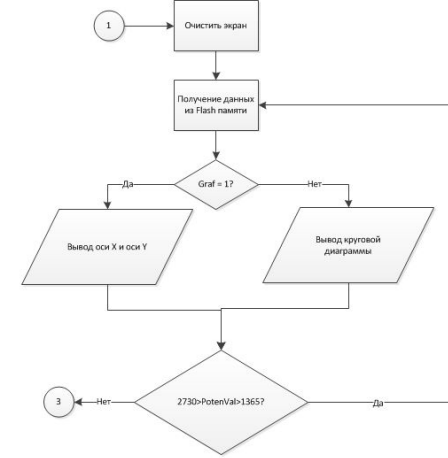 1
Очистить экран
Получение данных
из Flash памяти
Graf = 1?
Да
Нет
Вывод оси X и оси Y
Вывод круговой
диаграммы
2730>PotenVal>1365?
Нет
3
Да